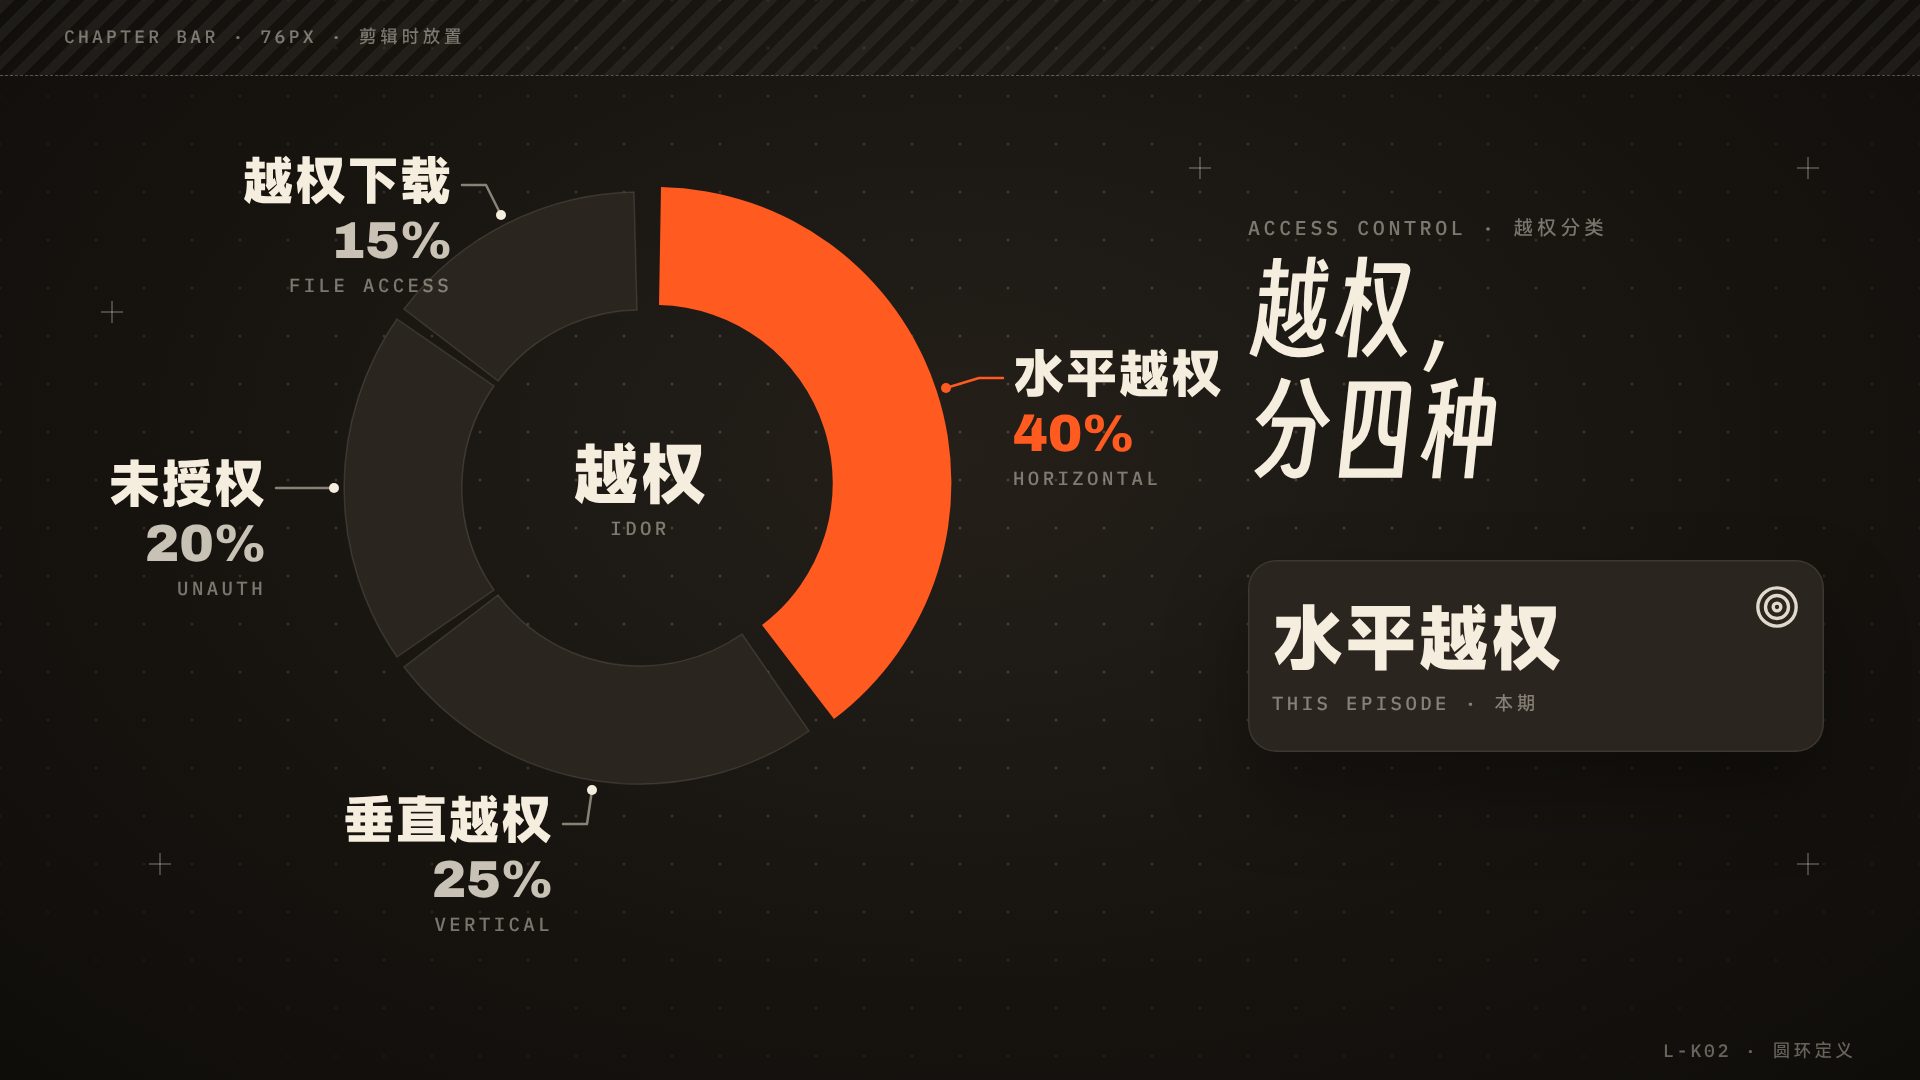 CHAPTER BAR · 76PX · 剪辑时放置
越权下载
15%
FILE ACCESS
水平越权
40%
HORIZONTAL
未授权
20%
UNAUTH
越权
IDOR
垂直越权
25%
VERTICAL
ACCESS CONTROL · 越权分类
越权，
分四种
水平越权
THIS EPISODE · 本期
L-K02 · 圆环定义